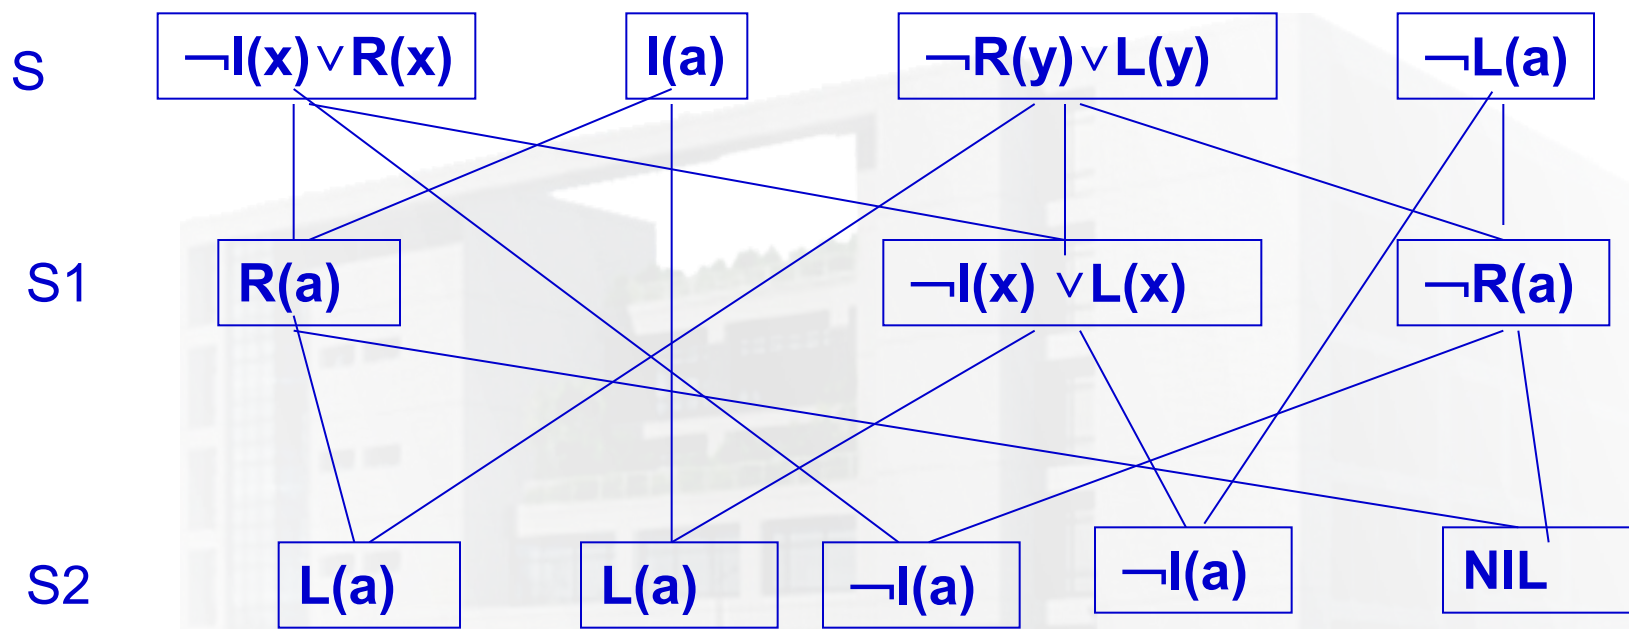 S ¬I(x)∨R(x) I(a) ¬R(y)∨L(y) ¬L(a)
S1 R(a) ¬I(x) ∨L(x) ¬R(a)
S2 L(a) L(a) ¬I(a) ¬I(a) NIL